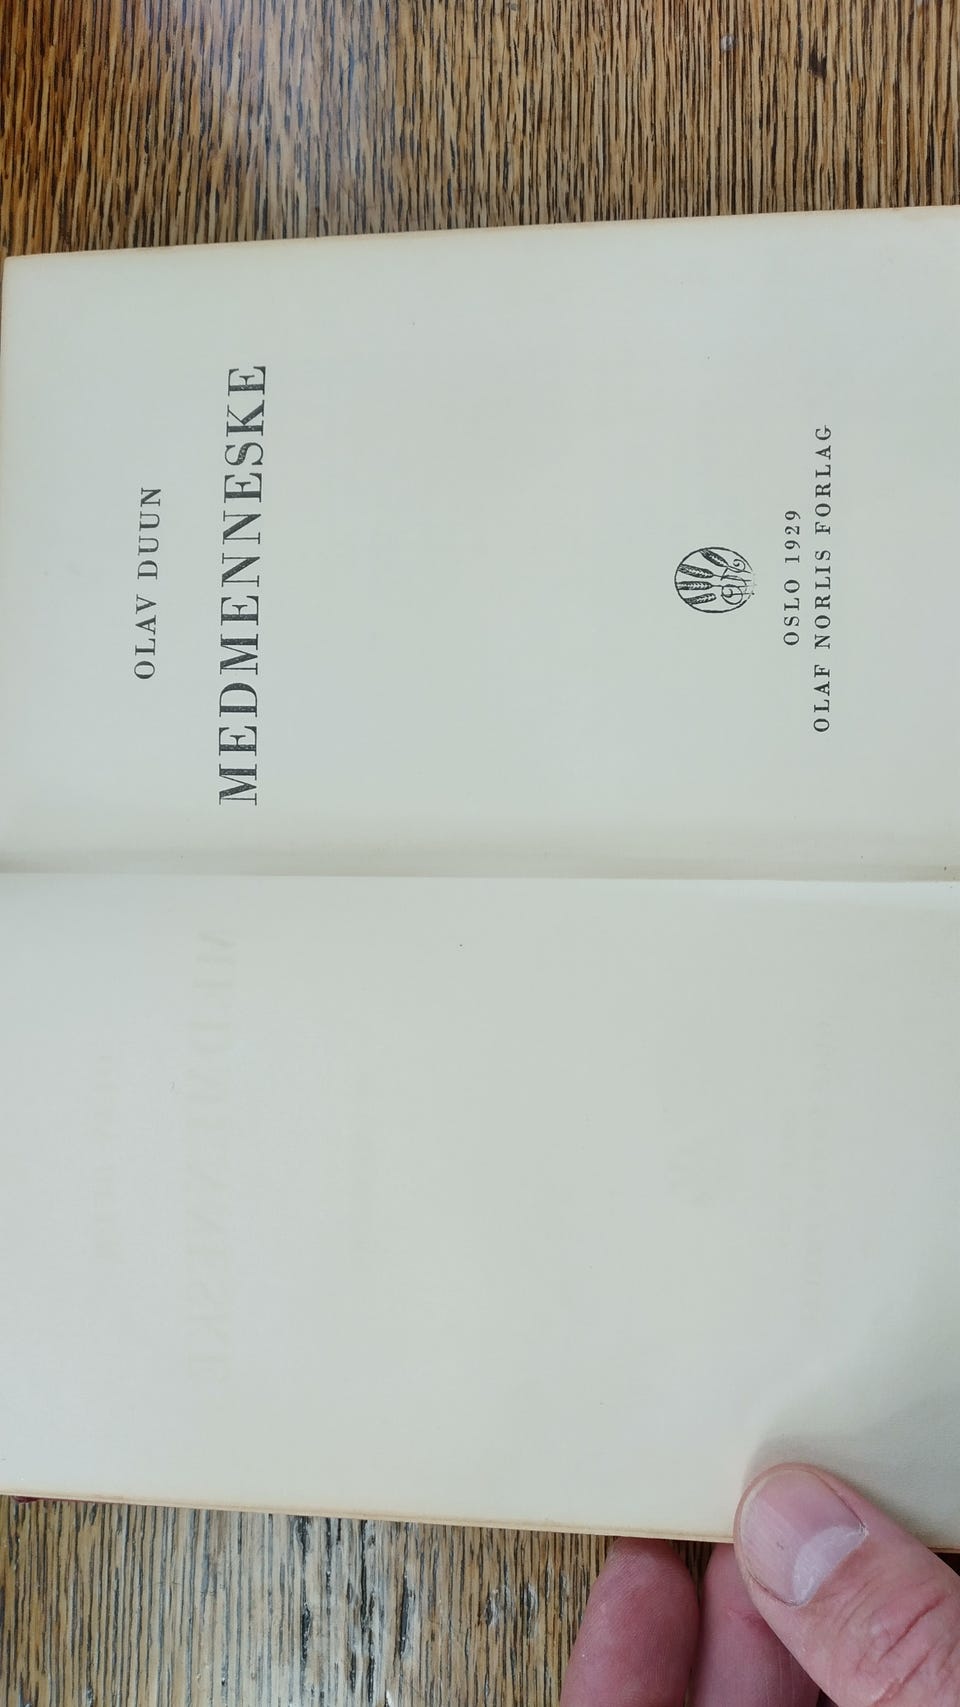 OLAV DUUN
MEDMENNESKE
OSLO 1929
OLAF NORLIS FORLAG